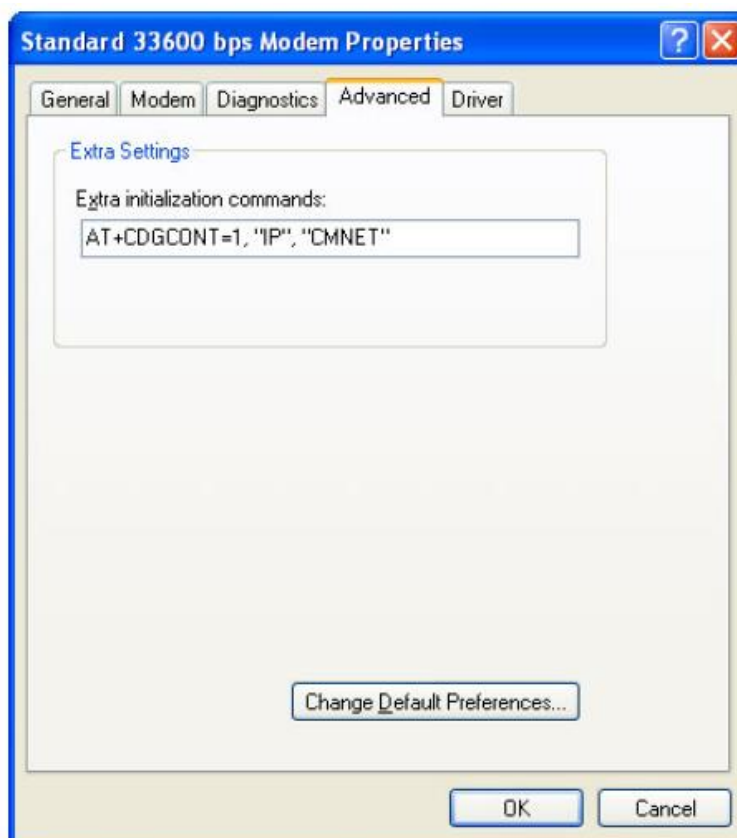 Standard 33600 bps Modem Properties
General Modem Diagnostics Advanced Driver
Extra Settings
Extra initialization commands:
AT+CDGCONT=1, "IP", "CMNET"
Change Default Preferences...
OK Cancel